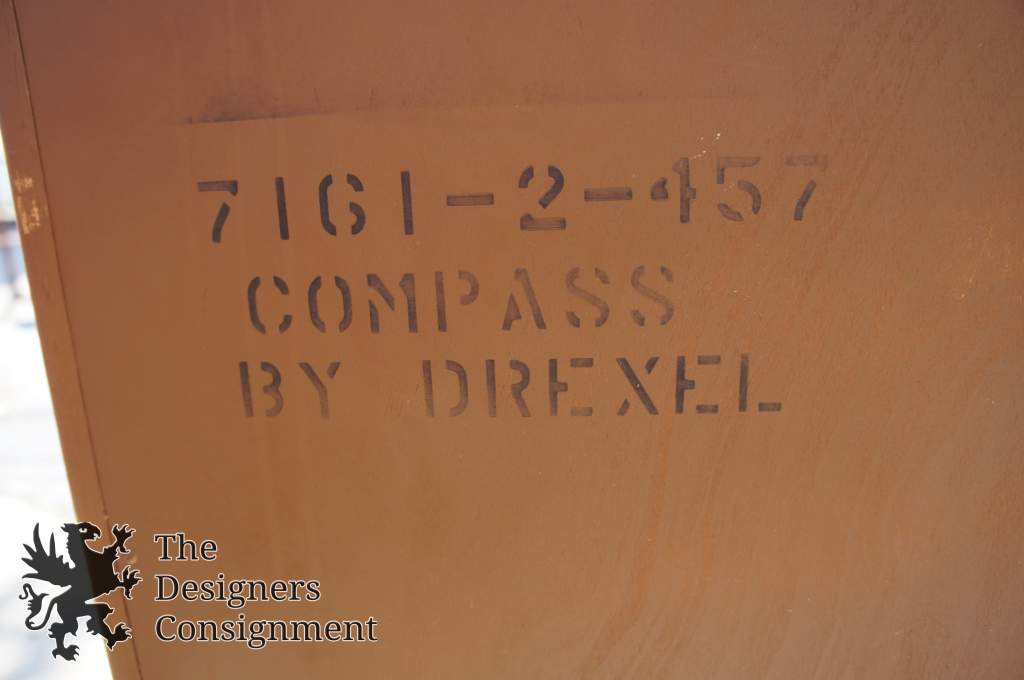 7161-2-457
COMPASS
BY DREXEL
The
Designers
Consignment